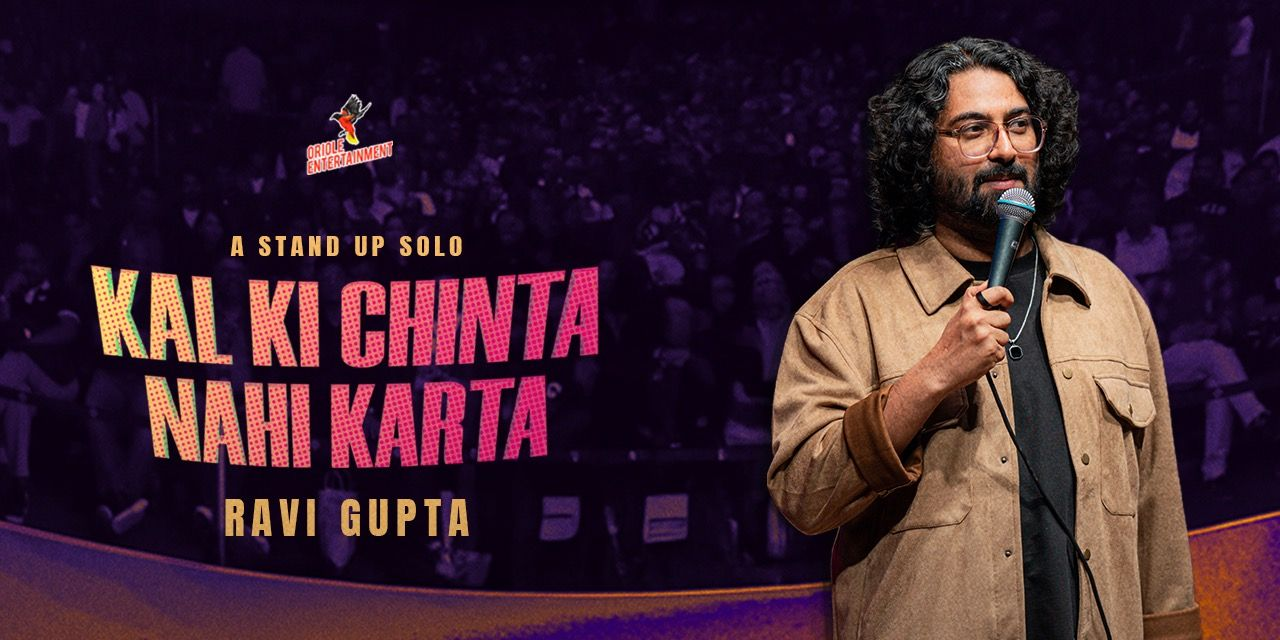 ORIOLE
ENTERTAINMENT
A STAND UP SOLO
KAL KI CHINTA
NAHI KARTA
RAVI GUPTA